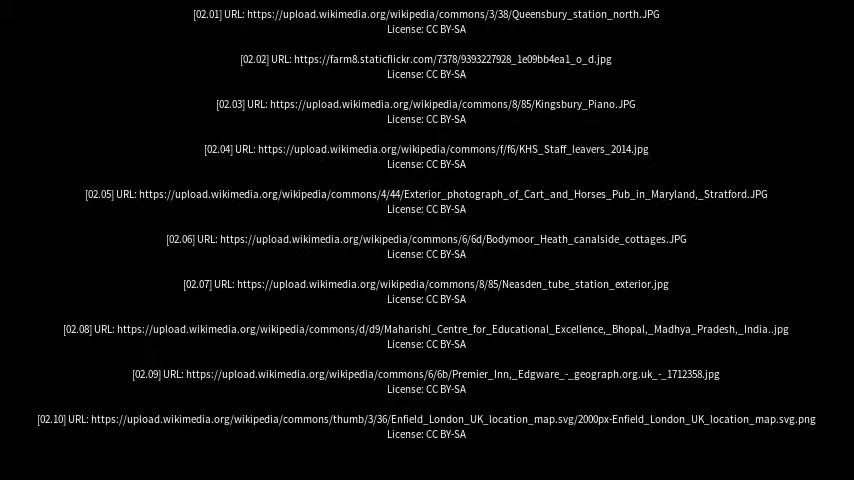 [02.01] URL: https://upload.wikimedia.org/wikipedia/commons/3/38/Queensbury_station_north.JPG
License: CC BY-SA
[02.02] URL: https://farm8.staticflickr.com/7378/9393227928_1e09bb4ea1_o_d.jpg
License: CC BY-SA
[02.03] URL: https://upload.wikimedia.org/wikipedia/commons/8/85/Kingsbury_Piano.JPG
License: CC BY-SA
[02.04] URL: https://upload.wikimedia.org/wikipedia/commons/f/f6/KHS_Staff_leavers_2014.jpg
License: CC BY-SA
[02.05] URL: https://upload.wikimedia.org/wikipedia/commons/4/44/Exterior_photograph_of_Cart_and_Horses_Pub_in_Maryland,_Stratford.JPG
License: CC BY-SA
[02.06] URL: https://upload.wikimedia.org/wikipedia/commons/6/6d/Bodymoor_Heath_canalside_cottages.JPG
License: CC BY-SA
[02.07] URL: https://upload.wikimedia.org/wikipedia/commons/8/85/Neasden_tube_station_exterior.jpg
License: CC BY-SA
[02.08] URL: https://upload.wikimedia.org/wikipedia/commons/d/d9/Maharishi_Centre_for_Educational_Excellence,_Bhopal,_Madhya_Pradesh,_India..jpg
License: CC BY-SA
[02.09] URL: https://upload.wikimedia.org/wikipedia/commons/6/6b/Premier_Inn,_Edgware_-_geograph.org.uk_-_1712358.jpg
License: CC BY-SA
[02.10] URL: https://upload.wikimedia.org/wikipedia/commons/thumb/3/36/Enfield_London_UK_location_map.svg/2000px-Enfield_London_UK_location_map.svg.png
License: CC BY-SA